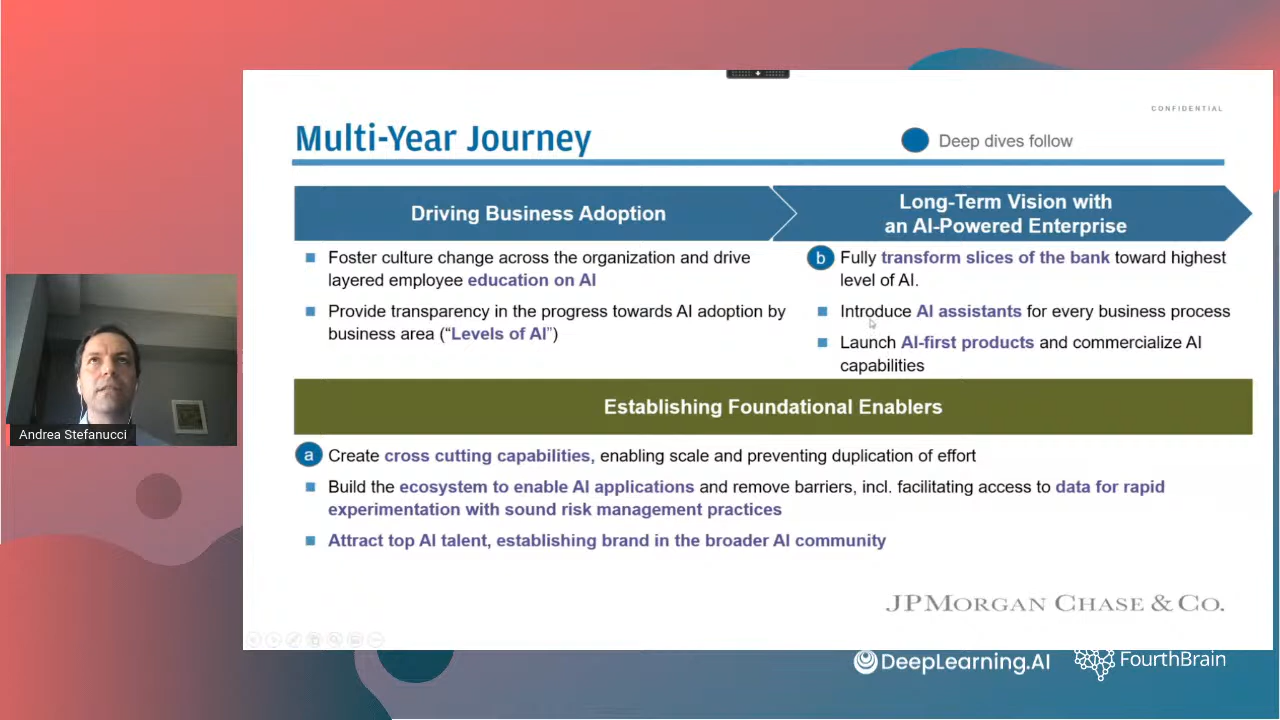 CONFIDENTIAL
Multi-Year Journey
Deep dives follow
Driving Business Adoption
Foster culture change across the organization and drive
layered employee education on AI
Provide transparency in the progress towards AI adoption by
business area (“Levels of AI”)
Long-Term Vision with
an AI-Powered Enterprise
b Fully transform slices of the bank toward highest
level of AI.
Introduce AI assistants for every business process
Launch AI-first products and commercialize AI
capabilities
Establishing Foundational Enablers
a Create cross cutting capabilities, enabling scale and preventing duplication of effort
Build the ecosystem to enable AI applications and remove barriers, incl. facilitating access to data for rapid
experimentation with sound risk management practices
Attract top AI talent, establishing brand in the broader AI community
JPMORGAN CHASE & CO.
Andrea Stefanucci
DeepLearning.AI
FourthBrain